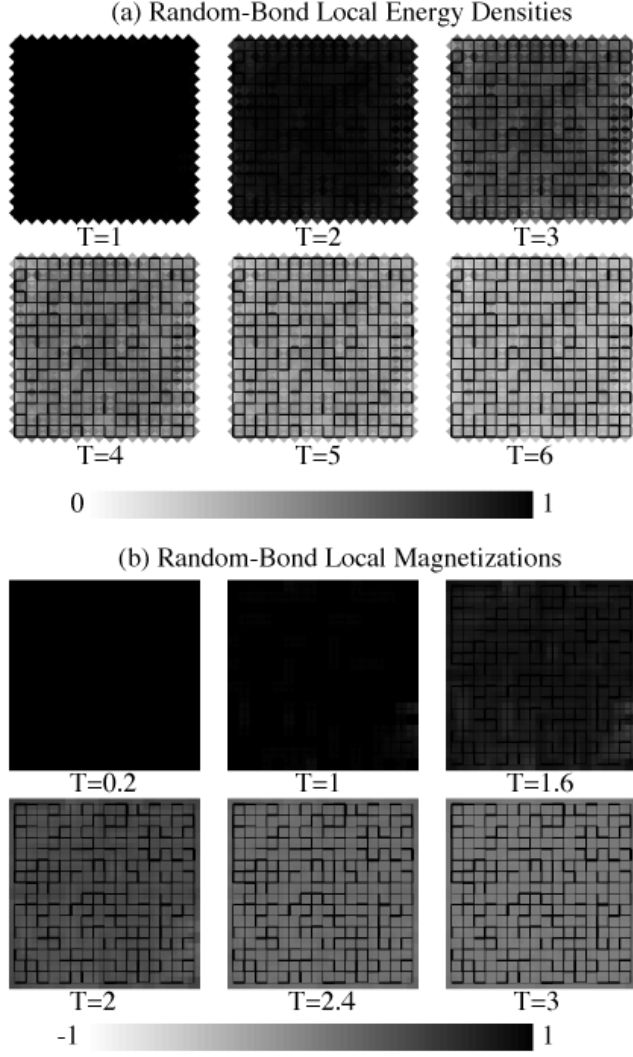 (a) Random-Bond Local Energy Densities
T=1 T=2 T=3
T=4 T=5 T=6
0 1
(b) Random-Bond Local Magnetizations
T=0.2 T=1 T=1.6
T=2 T=2.4 T=3
-1 1